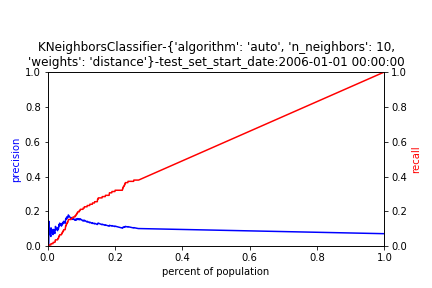 KNeighborsClassifier-{'algorithm': 'auto', 'n_neighbors': 10,
'weights': 'distance'}-test_set_start_date:2006-01-01 00:00:00
1.0 1.0
0.8 0.8
0.6 0.6
precision recall
0.4 0.4
0.2 0.2
0.0 0.0
0.0 0.2 0.4 0.6 0.8 1.0
percent of population